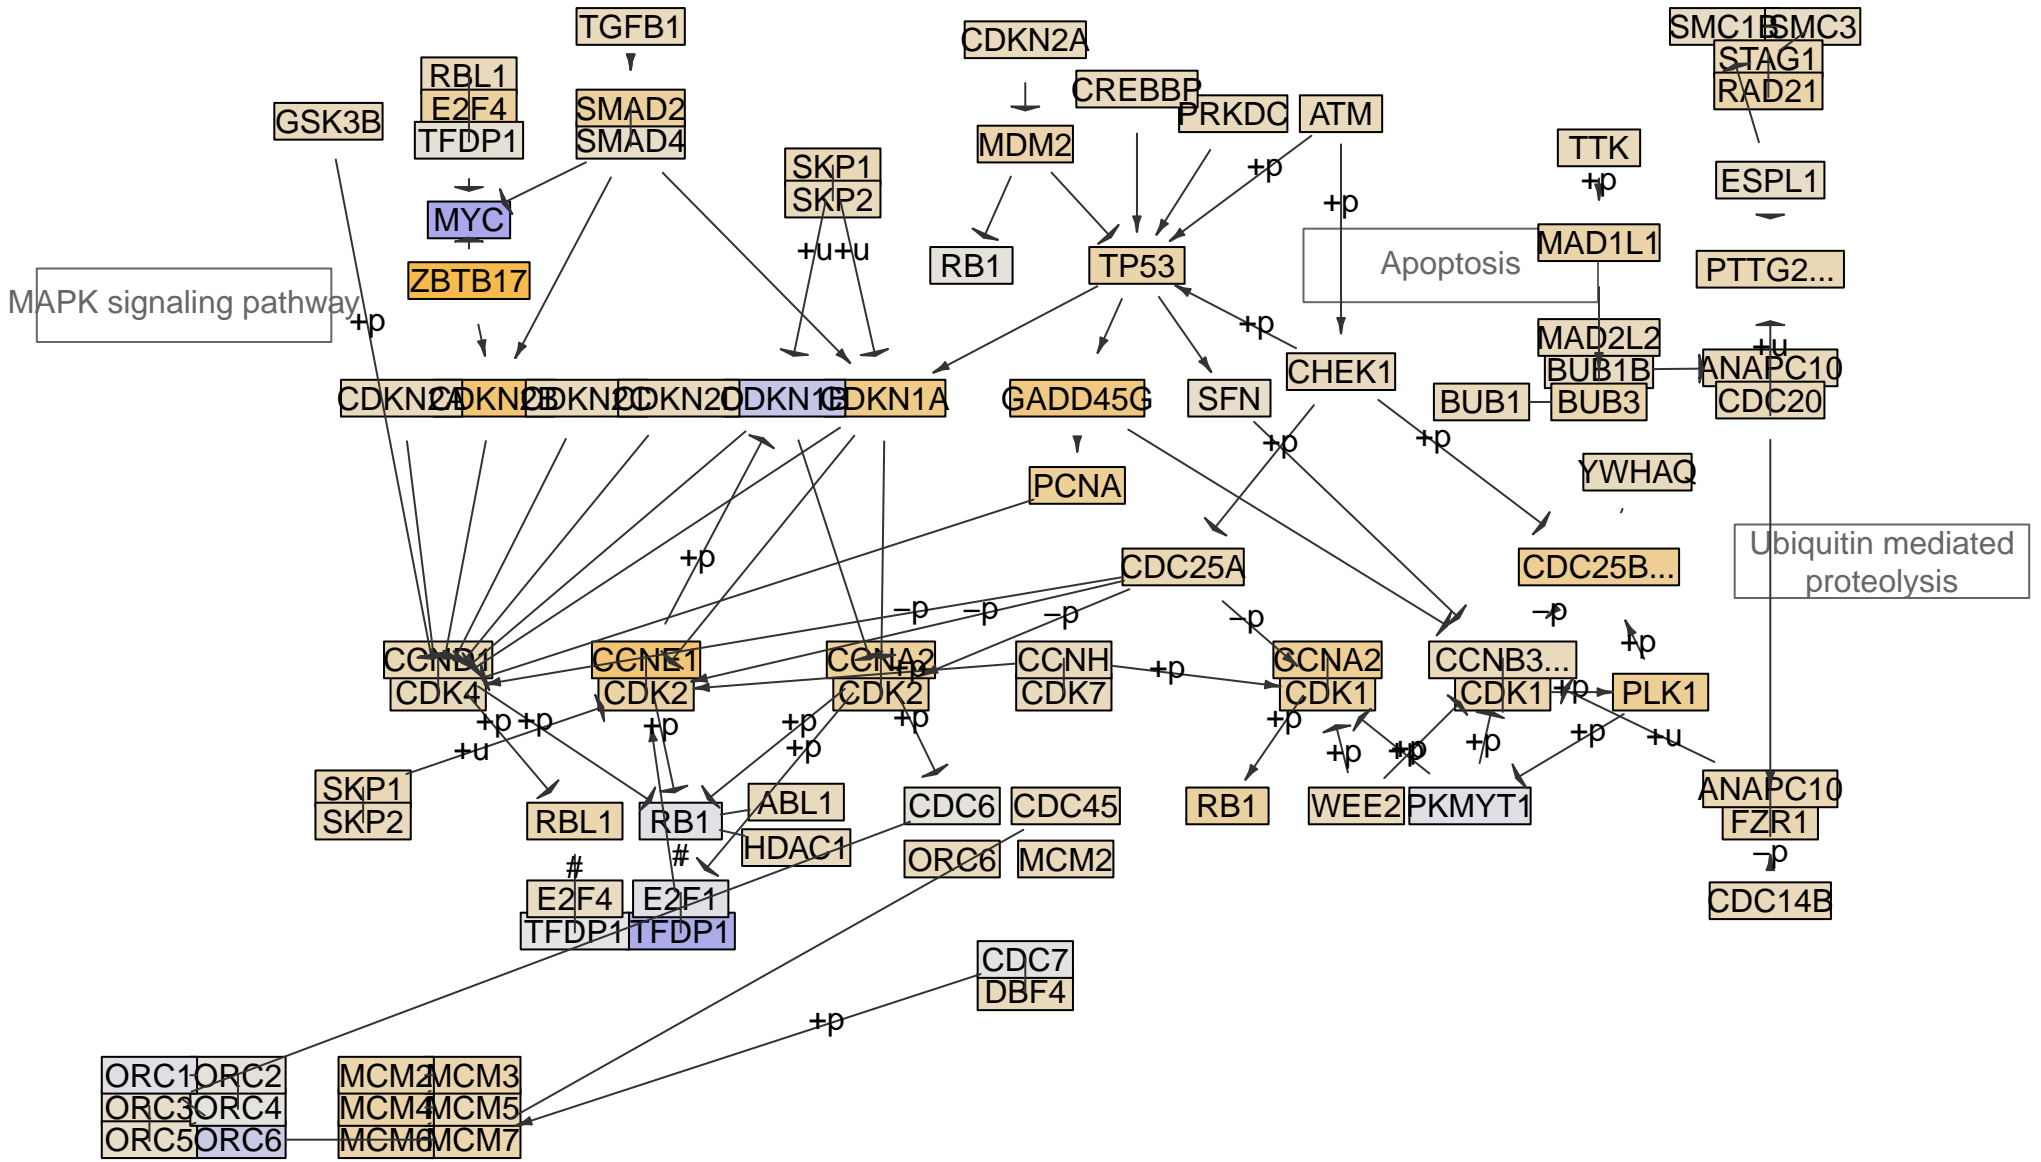 TGFB1
SMC1B SMC3
CDKN2A
STAG1
RBL1
CREBBP
RAD21
E2F4
SMAD2
PRKDC
ATM
GSK3B
TFDP1
SMAD4
MDM2
TTK
SKP1
+p
+p
ESPL1
SKP2
+p
MYC
+u+u
MAD1L1
RB1
TP53
Apoptosis
PTTG2...
ZBTB17
MAPK signaling pathway
+p
+p
MAD2L2
+u
CHEK1
BUB1B
ANAPC10
CDKN2A
CDKN2B
CDKN2C
CDKN2D
CDKN1B
CDKN1A
GADD45G
SFN
BUB1
BUB3
CDC20
+p
+p
YWHAQ
PCNA
Ubiquitin mediated
proteolysis
+p
CDC25A
CDC25B...
−p
−p
−p
−p
−p
+p
CCND1
CCNE1
CCNA2
CCNH
CCNA2
CCNB3...
+p
+p
CDK4
CDK2
CDK2
CDK7
CDK1
CDK1
+p
PLK1
+p
+p
+p
+p
+p
+p
+p
+p
+u
+p
+p
+p
+p
+p
+u
SKP1
ABL1
ANAPC10
SKP2
RBL1
RB1
CDC6
CDC45
RB1
WEE2
PKMYT1
FZR1
HDAC1
#
#
ORC6
MCM2
−p
E2F4
E2F1
CDC14B
TFDP1
TFDP1
CDC7
DBF4
+p
ORC1
ORC2
MCM2
MCM3
ORC3
ORC4
MCM4
MCM5
ORC5
ORC6
MCM6
MCM7